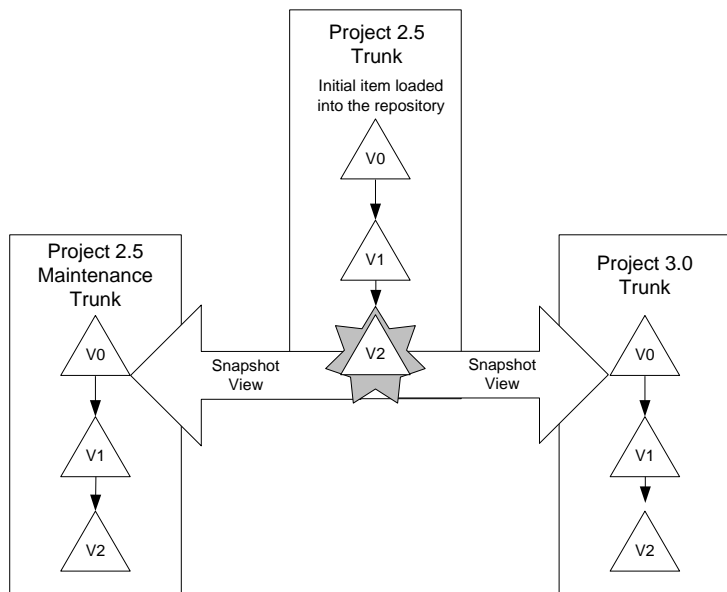 Project 2.5
Trunk
Initial item loaded
into the repository
V0
V1
V2
Project 2.5
Maintenance
Trunk
V0
V1
V2
Snapshot
View
Snapshot
View
Project 3.0
Trunk
V0
V1
V2